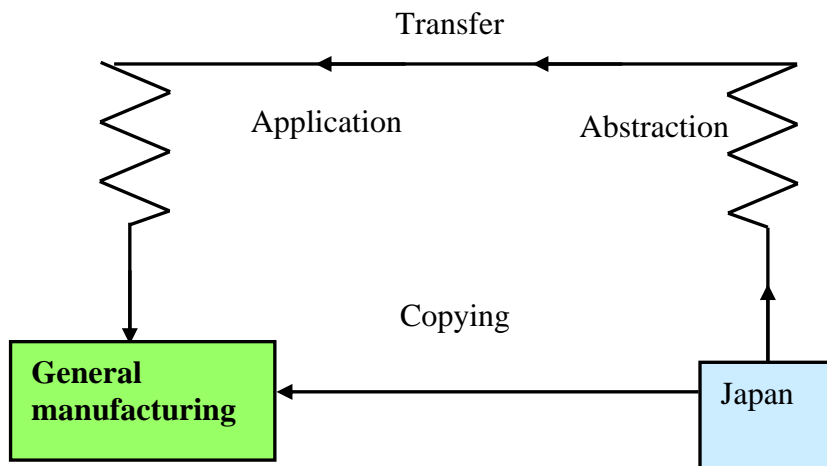 Transfer
Application
Abstraction
Copying
General
manufacturing
Japan